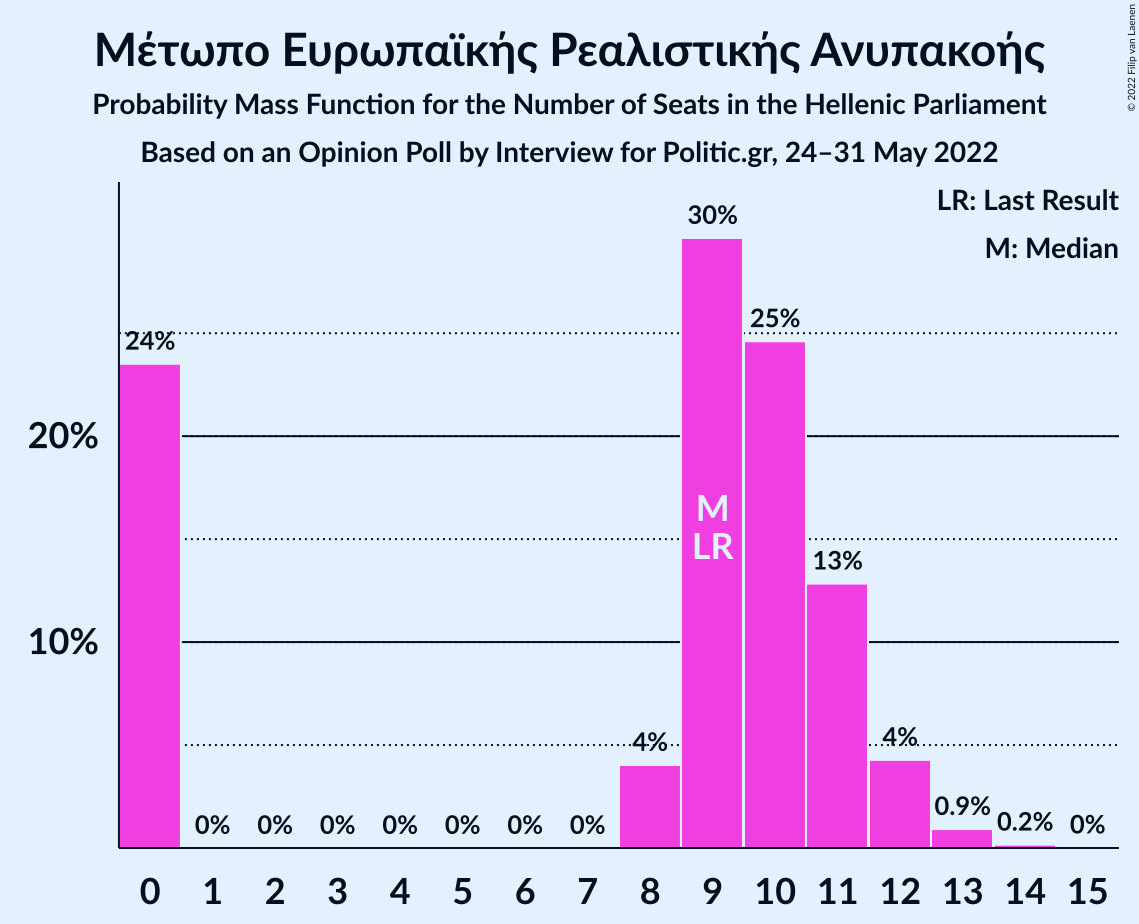 Μέτωπο Ευρωπαϊκής Ρεαλιστικής Ανυπακοής
Probability Mass Function for the Number of Seats in the Hellenic Parliament
Based on an Opinion Poll by Interview for Politic.gr, 24–31 May 2022
© 2022 Filip van Laenen
LR: Last Result
M: Median
30%
25%
24%
20%
M
LR
13%
10%
4%
4%
0.9%
0.2%
0% 0% 0% 0% 0% 0% 0% 0%
0 1 2 3 4 5 6 7 8 9 10 11 12 13 14 15